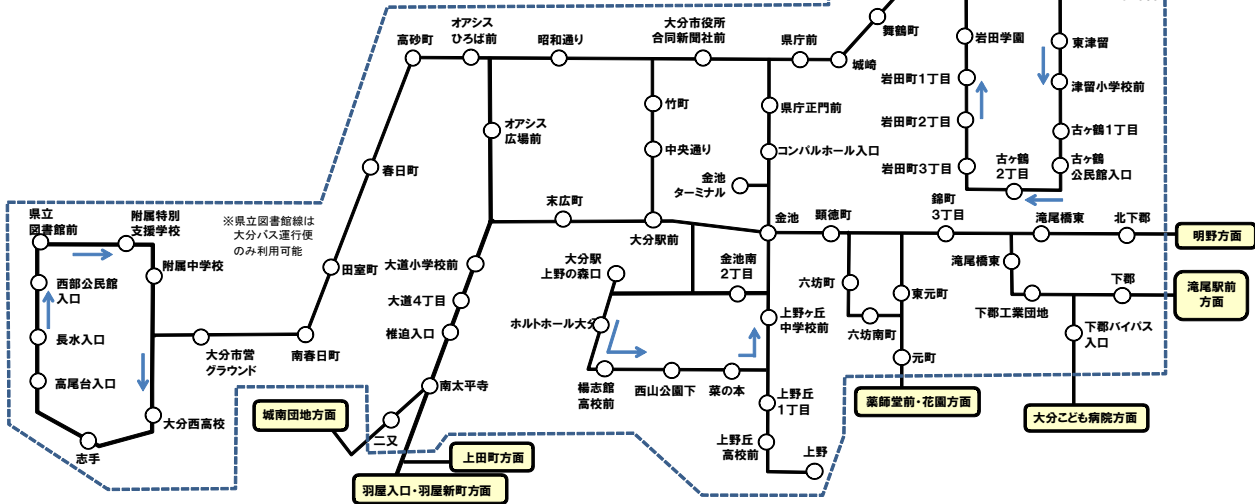 オアシス
ひろば前
高砂町
昭和通り
大分市役所
合同新聞社前
県庁前
舞鶴町
城崎
岩田学園
岩田町1丁目
岩田町2丁目
岩田町3丁目
東津留
津留小学校前
古ヶ鶴1丁目
古ヶ鶴
公民館入口
古ヶ鶴
2丁目
竹町
中央通り
県庁正門前
コンパルホール入口
金池
ターミナル
オアシス
広場前
春日町
末広町
大分駅前
金池
顕徳町
錦町
3丁目
滝尾橋東
北下郡
明野方面
県立
図書館前
附属特別
支援学校
※県立図書館線は
大分バス運行便
のみ利用可能
附属中学校
西部公民館
入口
長水入口
高尾台入口
志手
大分西高校
大分市営
グラウンド
南春日町
田室町
大道小学校前
大道4丁目
椎迫入口
南太平寺
二又
城南団地方面
上田町方面
羽屋入口・羽屋新町方面
大分駅
上野の森口
金池南
2丁目
ホルトホール大分
楊志館
高校前
西山公園下
菜の本
上野ヶ丘
中学校前
上野丘
1丁目
上野丘
高校前
上野
六坊町
六坊南町
東元町
元町
薬師堂前・花園方面
滝尾橋東
下郡工業団地
下郡
滝尾駅前
方面
下郡バイパス
入口
大分こども病院方面